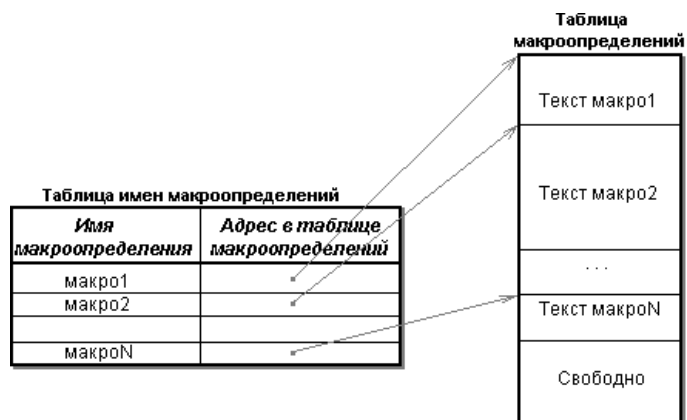 Таблица
макроопределений
Текст макро1
Текст макро2
. . .
Текст макроN
Свободно
Таблица имен макроопределений
Имя
макроопределения
Адрес в таблице
макроопределений
макро1
макро2
макроN